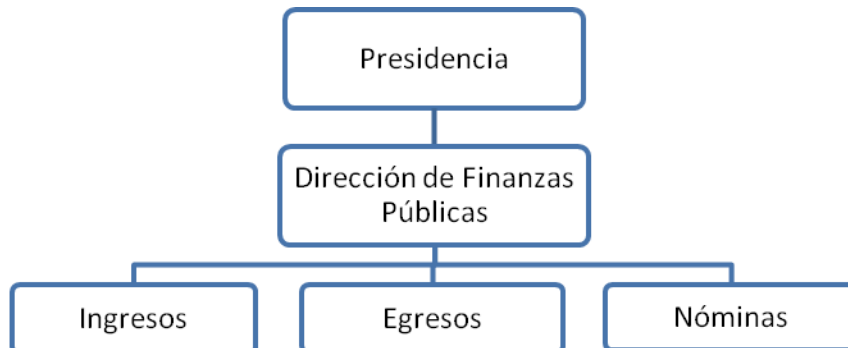 Presidencia
Dirección de Finanzas
Públicas
Ingresos
Egresos
Nóminas